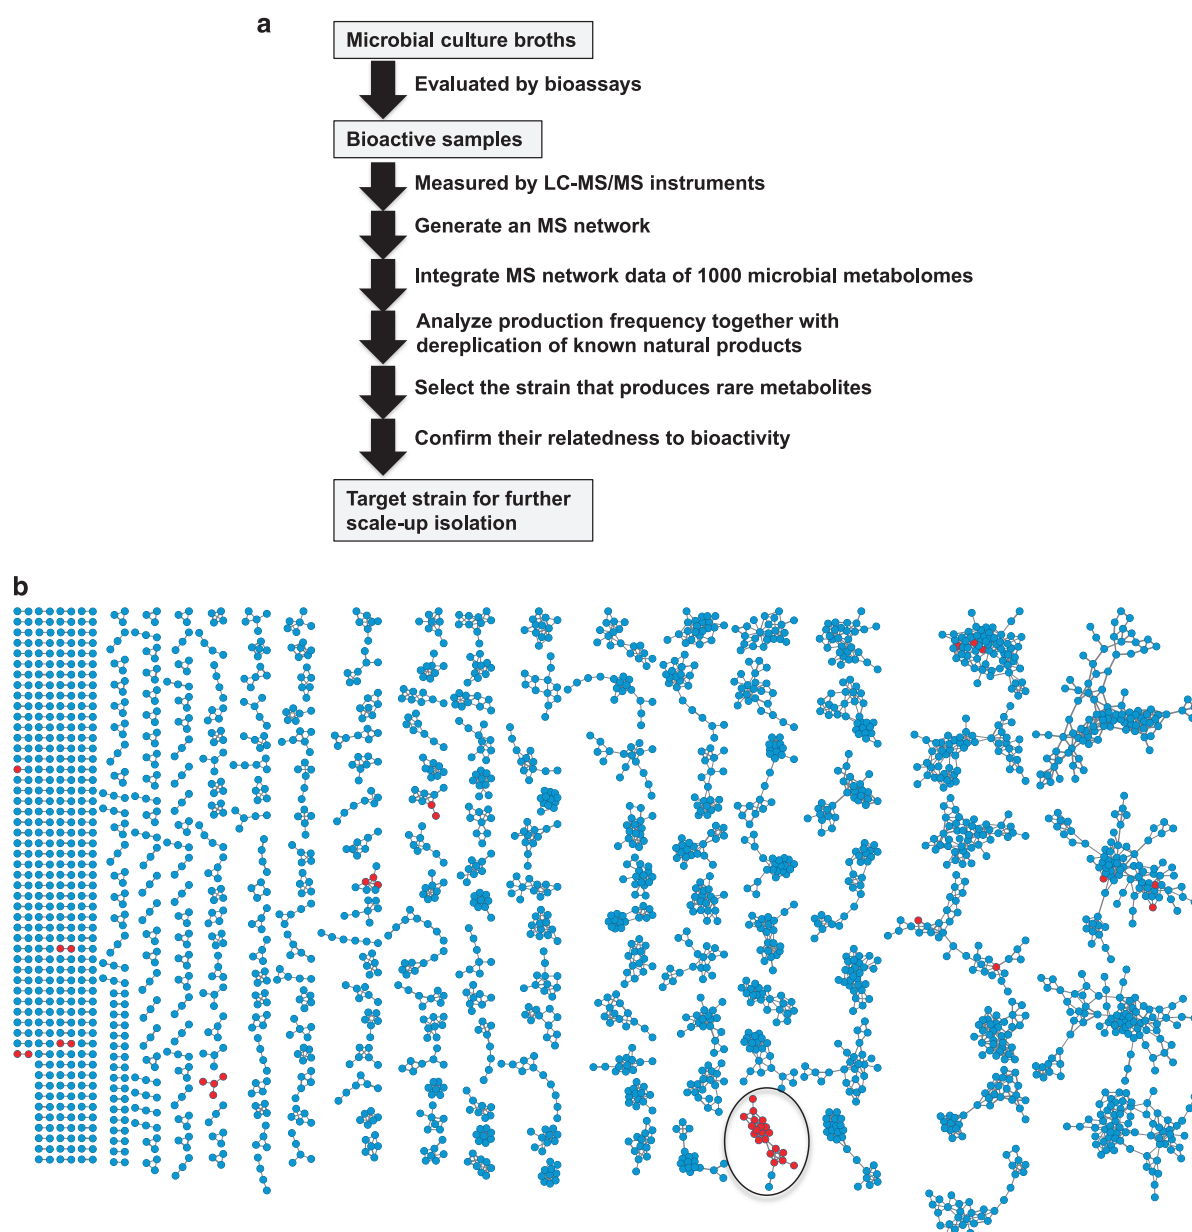 a
Microbial culture broths
Evaluated by bioassays
Bioactive samples
Measured by LC-MS/MS instruments
Generate an MS network
Integrate MS network data of 1000 microbial metabolomes
Analyze production frequency together with
dereplication of known natural products
Select the strain that produces rare metabolites
Confirm their relatedness to bioactivity
Target strain for further
scale-up isolation
b